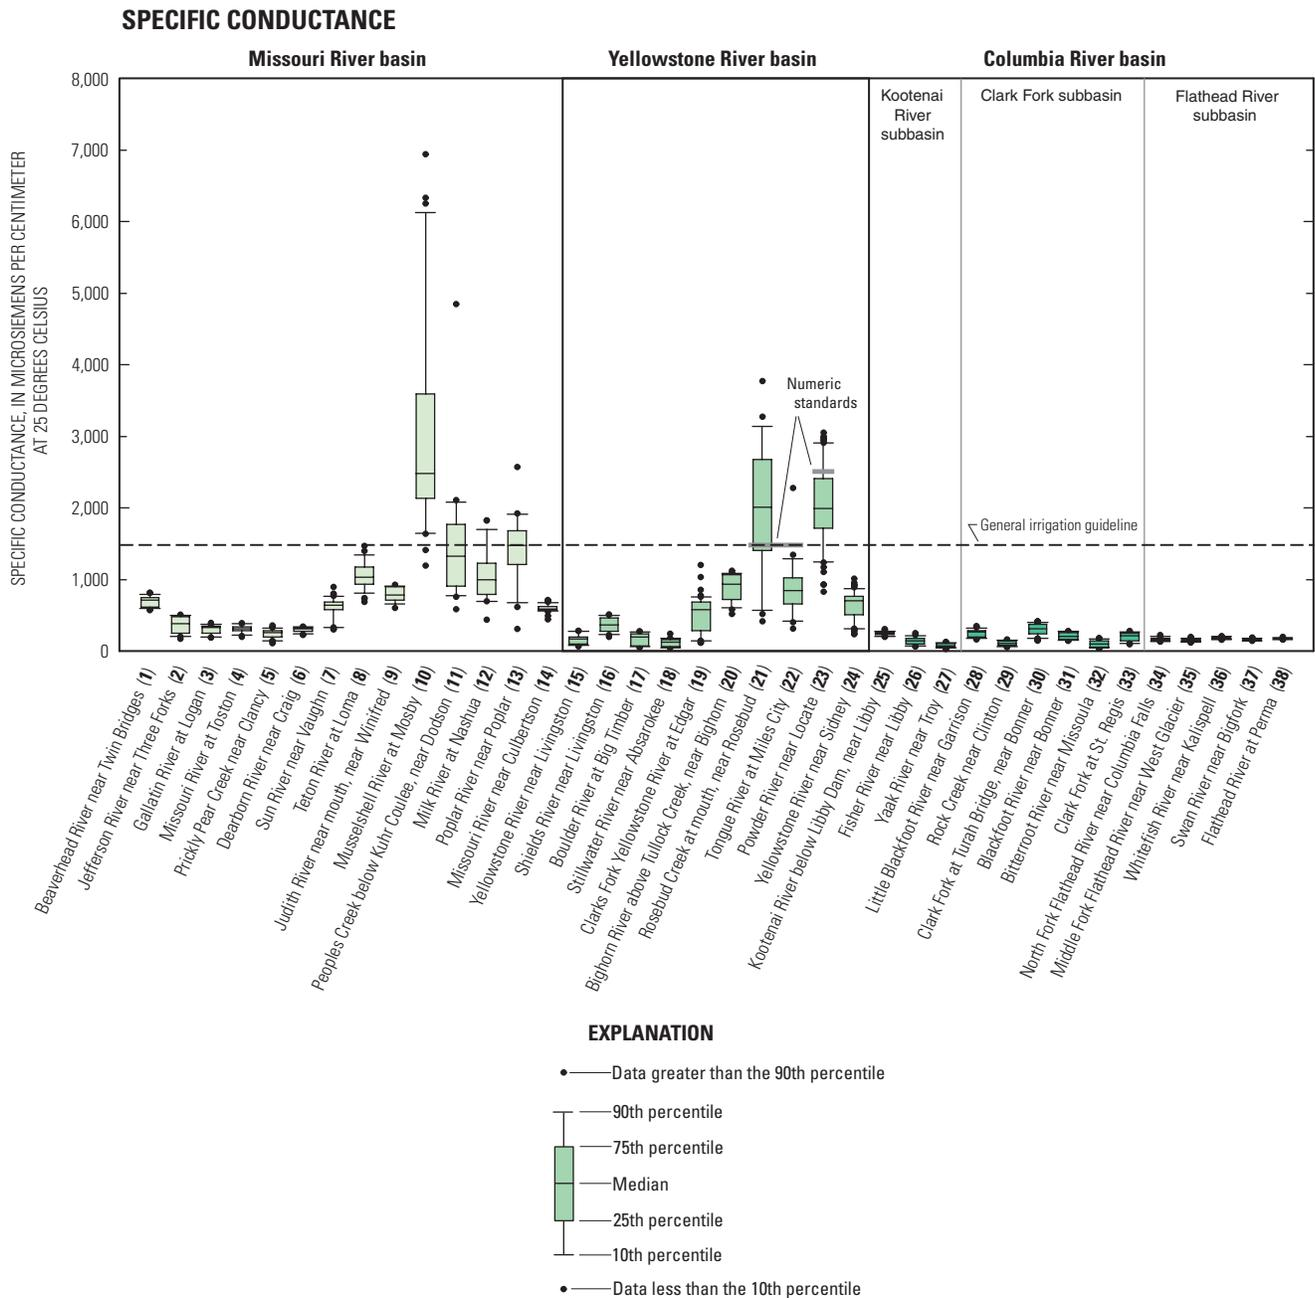 SPECIFIC CONDUCTANCE
Missouri River basin
Yellowstone River basin
Columbia River basin
Kootenai
River
subbasin
Clark Fork subbasin
Flathead River
subbasin
SPECIFIC CONDUCTANCE, IN MICROSIEMENS PER CENTIMETER
AT 25 DEGREES CELSIUS
8,000
7,000
6,000
5,000
4,000
3,000
2,000
1,000
0
Numeric
standards
General irrigation guideline
Beaverhead River near Twin Bridges (1)
Jefferson River near Three Forks (2)
Gallatin River at Logan (3)
Missouri River at Toston (4)
Prickly Pear Creek near Clancy (5)
Dearborn River near Craig (6)
Sun River near Vaughn (7)
Teton River at Loma (8)
Judith River near mouth, near Winifred (9)
Musselshell River at Mosby (10)
Peoples Creek below Kuhr Coulee, near Dodson (11)
Milk River at Nashua (12)
Poplar River near Poplar (13)
Missouri River near Culbertson (14)
Yellowstone River near Livingston (15)
Shields River near Livingston (16)
Boulder River at Big Timber (17)
Stillwater River near Absarokee (18)
Clarks Fork Yellowstone River at Edgar (19)
Bighorn River above Tullock Creek, near Bighorn (20)
Rosebud Creek at mouth, near Rosebud (21)
Tongue River at Miles City (22)
Powder River near Locate (23)
Yellowstone River near Sidney (24)
Kootenai River below Libby Dam, near Libby (25)
Fisher River near Libby (26)
Yaak River near Troy (27)
Little Blackfoot River near Garrison (28)
Rock Creek near Clinton (29)
Clark Fork at Turah Bridge, near Bonner (30)
Blackfoot River near Bonner (31)
Bitterroot River near Missoula (32)
Clark Fork at St. Regis (33)
North Fork Flathead River near Columbia Falls (34)
Middle Fork Flathead River near West Glacier (35)
Whitefish River near Kalispell (36)
Swan River near Bigfork (37)
Flathead River at Perma (38)
EXPLANATION
Data greater than the 90th percentile
90th percentile
75th percentile
Median
25th percentile
10th percentile
Data less than the 10th percentile